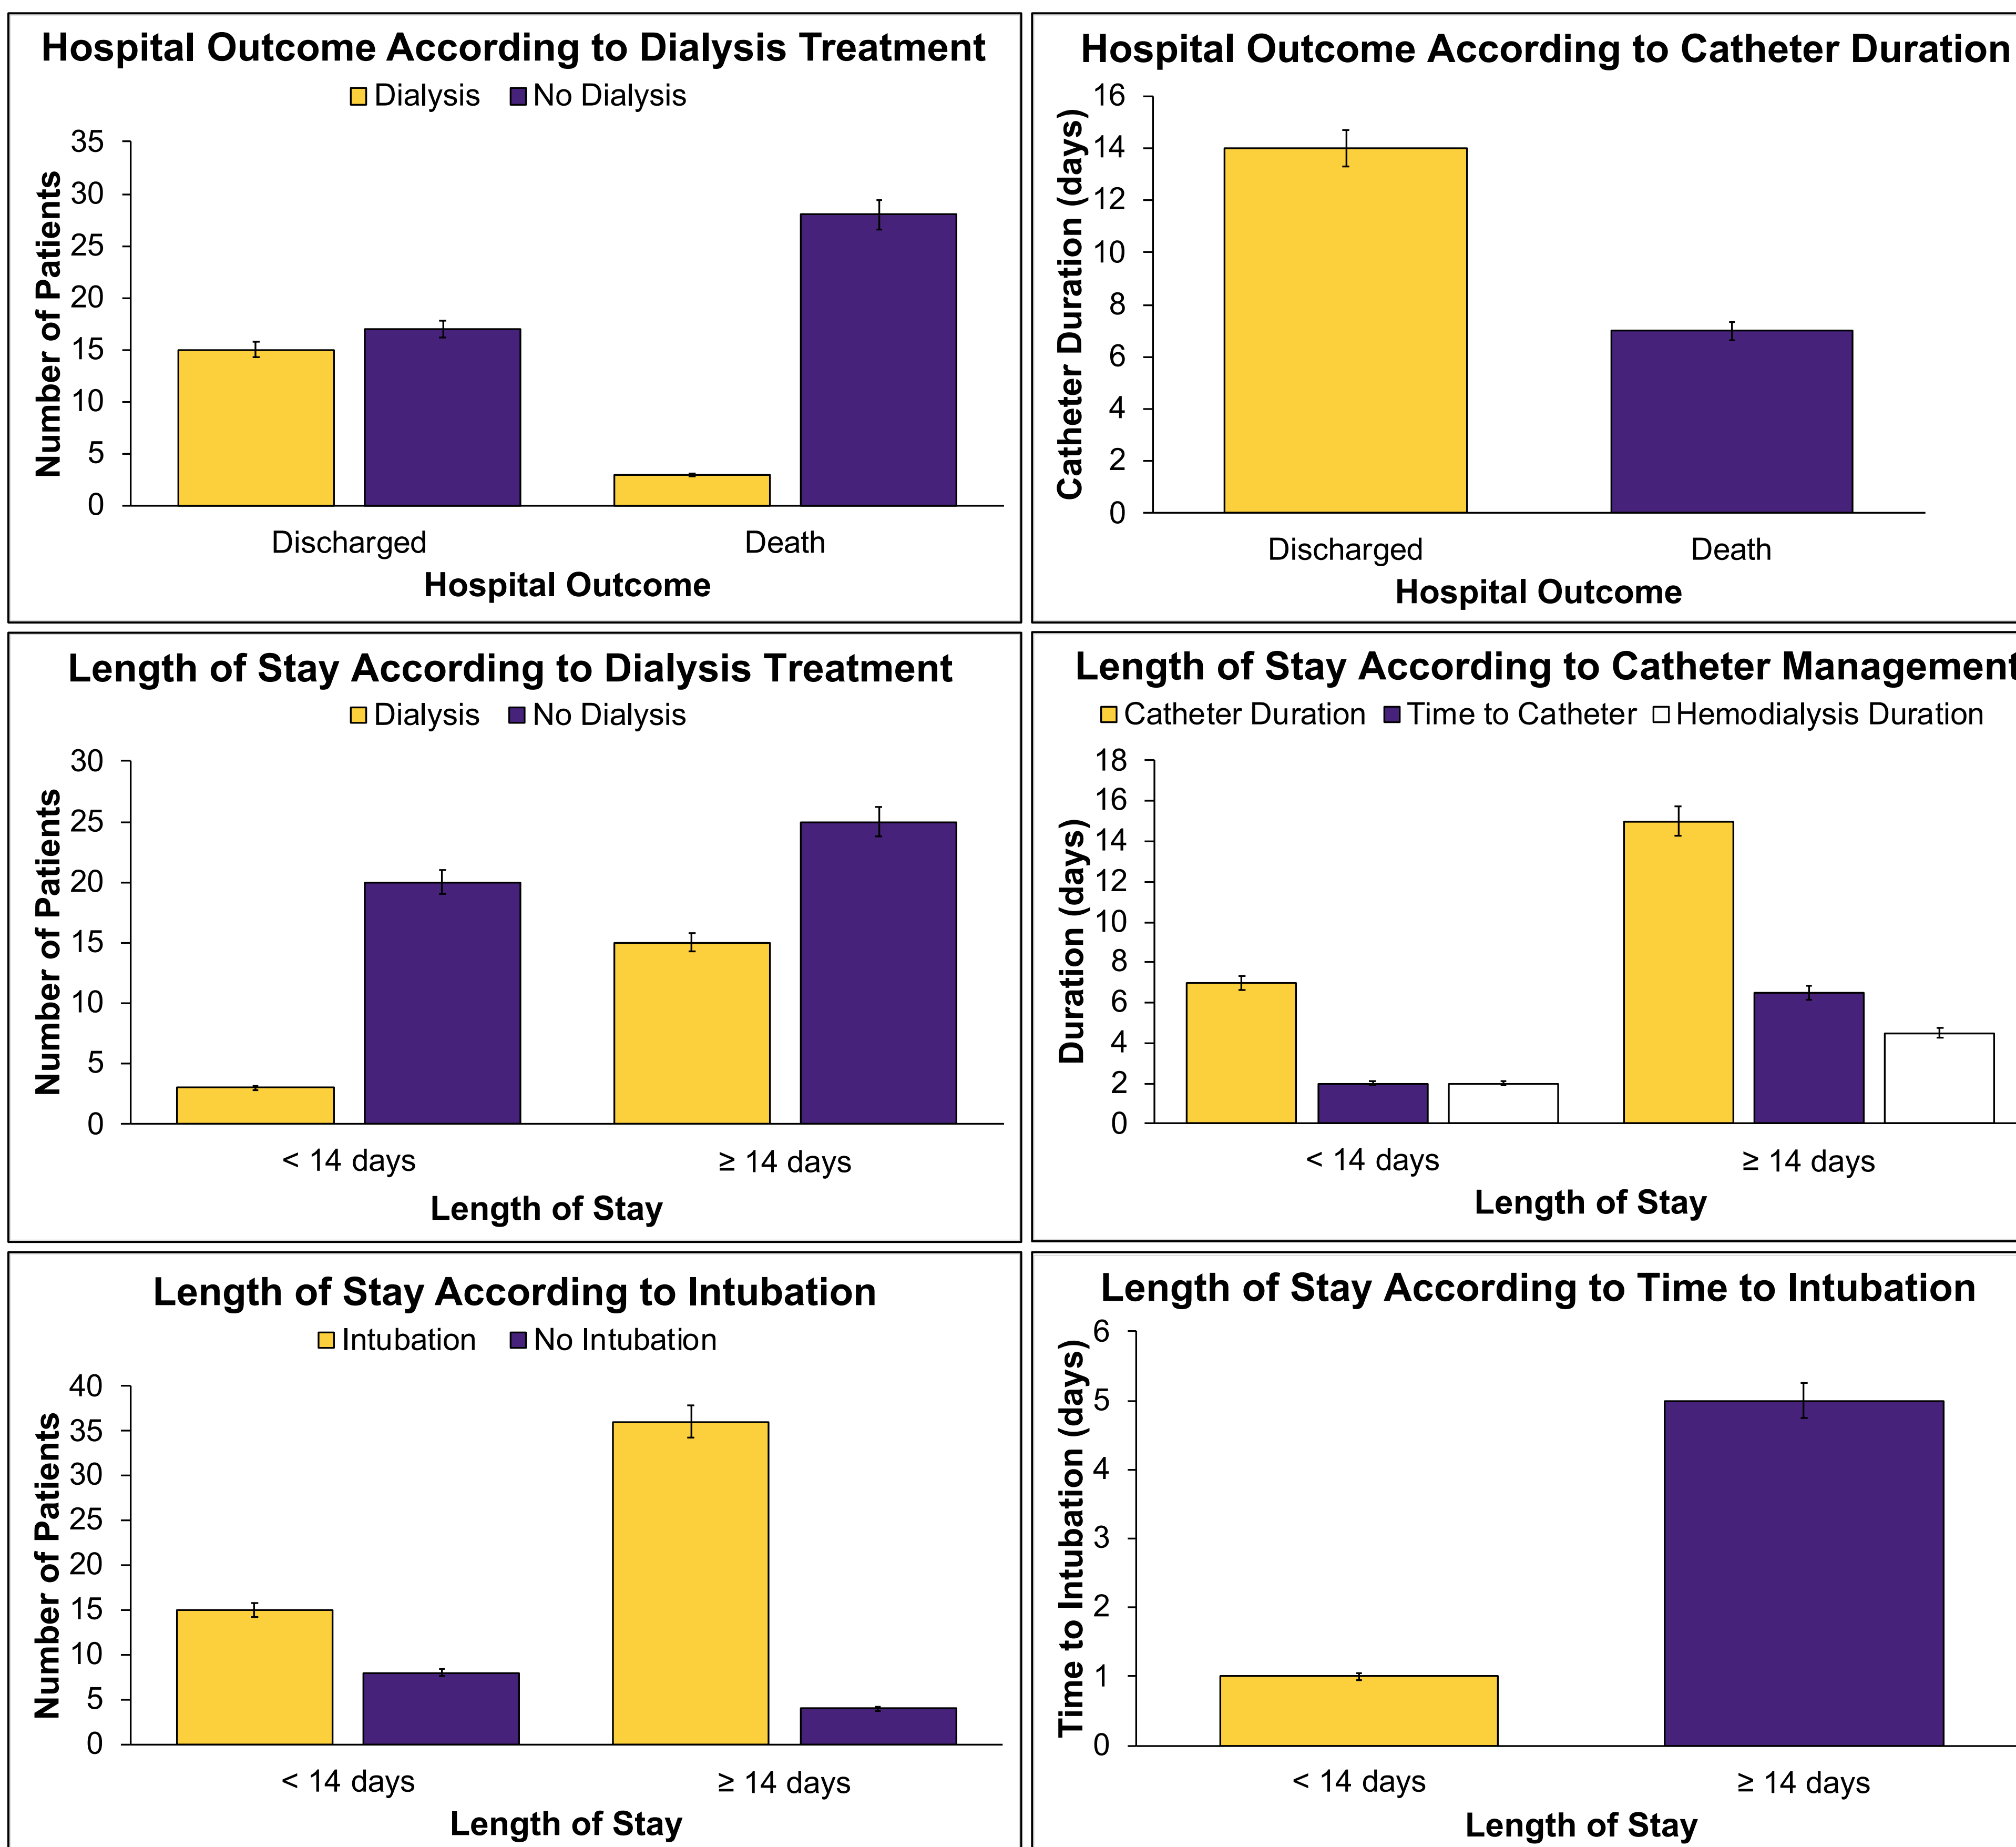 Hospital Outcome According to Dialysis Treatment
Dialysis No Dialysis
35
30
25
20
15
10
5
0
Number of Patients
Discharged Death
Hospital Outcome
Hospital Outcome According to Catheter Duration
16
14
12
10
8
6
4
2
0
Catheter Duration (days)
Discharged Death
Hospital Outcome
Length of Stay According to Dialysis Treatment
Dialysis No Dialysis
30
25
20
15
10
5
0
Number of Patients
< 14 days ≥ 14 days
Length of Stay
Length of Stay According to Catheter Management
Catheter Duration Time to Catheter Hemodialysis Duration
18
16
14
12
10
8
6
4
2
0
Duration (days)
< 14 days ≥ 14 days
Length of Stay
Length of Stay According to Intubation
Intubation No Intubation
40
35
30
25
20
15
10
5
0
Number of Patients
< 14 days ≥ 14 days
Length of Stay
Length of Stay According to Time to Intubation
6
5
4
3
2
1
0
Time to Intubation (days)
< 14 days ≥ 14 days
Length of Stay